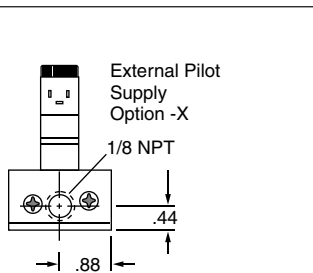 External Pilot
Supply
Option -X
1/8 NPT
.44
.88